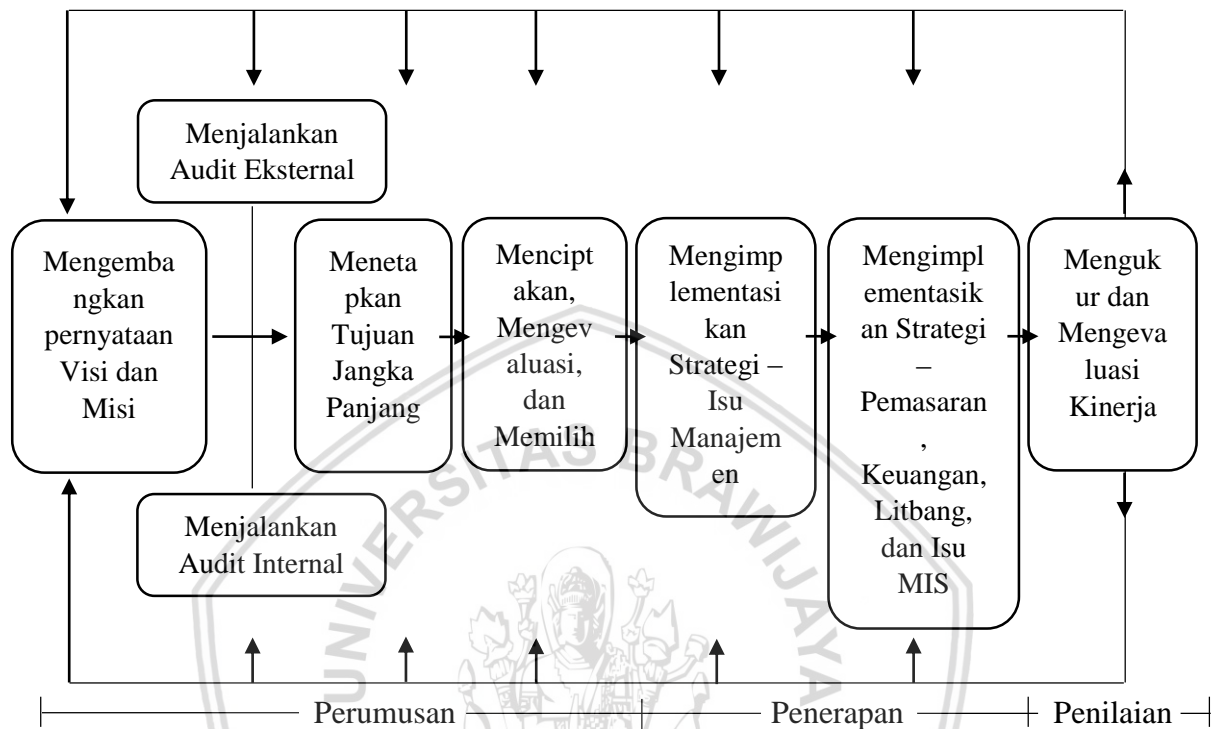 Menjalankan
Audit Eksternal
Mengemba
ngkan
pernyataan
Visi dan
Misi
Meneta
pkan
Tujuan
Jangka
Panjang
Mencipt
akan,
Mengev
aluasi,
dan
Memilih
Mengimp
lementasi
kan
Strategi –
Isu
Manajem
en
Mengimpl
ementasik
an Strategi
–
Pemasaran
,
Keuangan,
Litbang,
dan Isu
MIS
Menguk
ur dan
Mengeva
luasi
Kinerja
Menjalankan
Audit Internal
UNIVERSITAS BRAWIJAYA
Perumusan
Penerapan
Penilaian